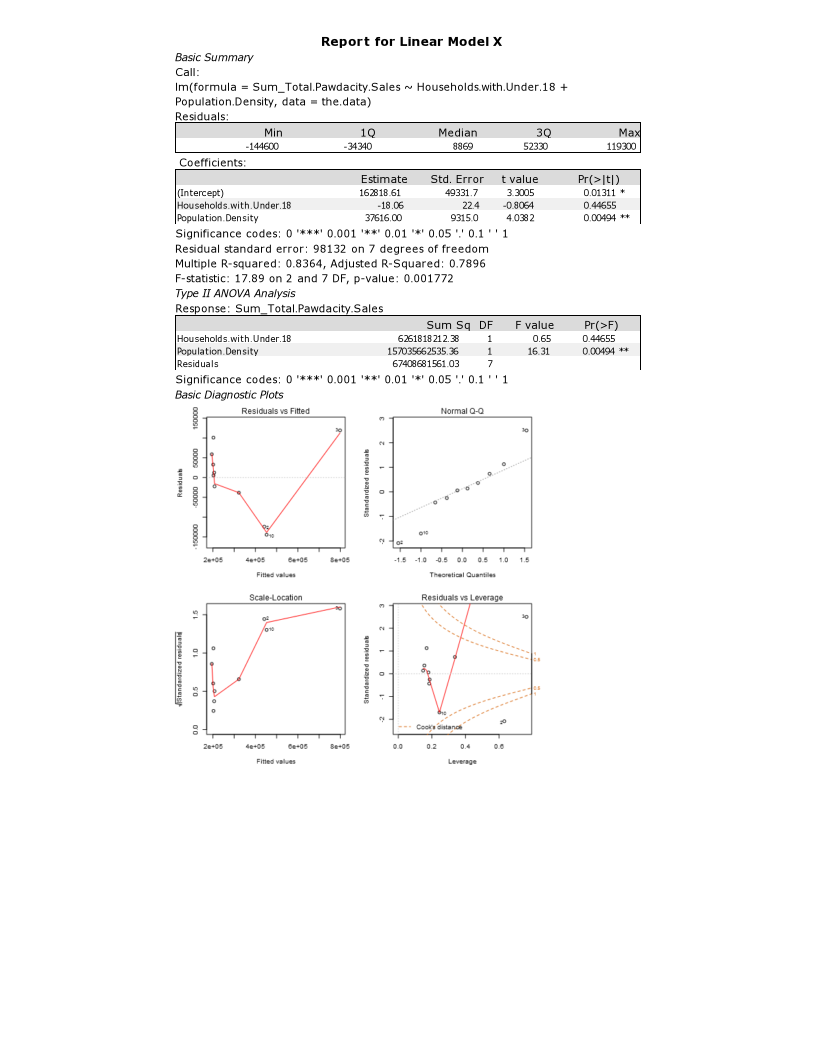 Report for Linear Model X
Basic Summary
Call:
lm(formula = Sum_Total.Pawdacity.Sales ~ Households.with.Under.18 +
Population.Density, data = the.data)
Residuals:
Min 1Q Median 3Q Max
-144600 -34340 8869 52330 119300
Coefficients:
Estimate Std. Error t value Pr(>|t|)
(Intercept) 162818.61 49331.7 3.3005 0.01311 *
Households.with.Under.18 -18.06 22.4 -0.8064 0.44655
Population.Density 37616.00 9315.0 4.0382 0.00494 **
Significance codes: 0 '***' 0.001 '**' 0.01 '*' 0.05 '.' 0.1 ' ' 1
Residual standard error: 98132 on 7 degrees of freedom
Multiple R-squared: 0.8364, Adjusted R-Squared: 0.7896
F-statistic: 17.89 on 2 and 7 DF, p-value: 0.001772
Type II ANOVA Analysis
Response: Sum_Total.Pawdacity.Sales
Sum Sq DF F value Pr(>F)
Households.with.Under.18 6261818212.38 1 0.65 0.44655
Population.Density 157035662535.36 1 16.31 0.00494 **
Residuals 67408681561.03 7
Significance codes: 0 '***' 0.001 '**' 0.01 '*' 0.05 '.' 0.1 ' ' 1
Basic Diagnostic Plots
Residuals vs Fitted
Residuals
150000
50000
0
-50000
-150000
3
10
2e+05 4e+05 6e+05 8e+05
Fitted values
Normal Q-Q
Standardized residuals
3
2
1
0
-1
-2
3
10
2
-1.5 -1.0 -0.5 0.0 0.5 1.0 1.5
Theoretical Quantiles
Scale-Location
√|Standardized residuals|
1.5
1.0
0.5
0.0
2
10
2e+05 4e+05 6e+05 8e+05
Fitted values
Residuals vs Leverage
Standardized residuals
3
2
1
0
-1
-2
3
1
0.5
0.5
1
10
2
Cook's distance
0.0 0.2 0.4 0.6
Leverage